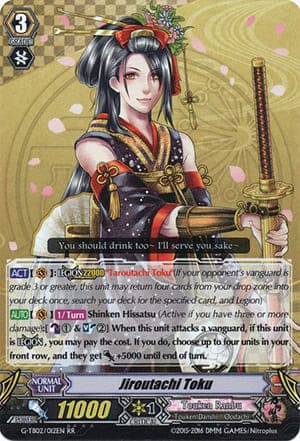 3
GRADE
You should drink too~ I'll serve you sake~
ACT LEGION 22000 "Taroutachi Toku" (If your opponent's vanguard is
grade 3 or greater, this unit may return four cards from your drop zone into
your deck once, search your deck for the specified card, and Legion)
AUTO 1/Turn Shinken Hissatsu (Active if you have three or more
damage): ① & ② When this unit attacks a vanguard, if this unit
is LEGION, you may pay the cost. If you do, choose up to four units in your
front row, and they get +5000 until end of turn.
NORMAL
UNIT
Jiroutachi Toku
POWER
11000
+
1
CRITICAL
Touken Ranbu
Touken Danshi - Oodachi
G-TB02/012EN RR
©2015-2016 DMM GAMES/Nitroplus